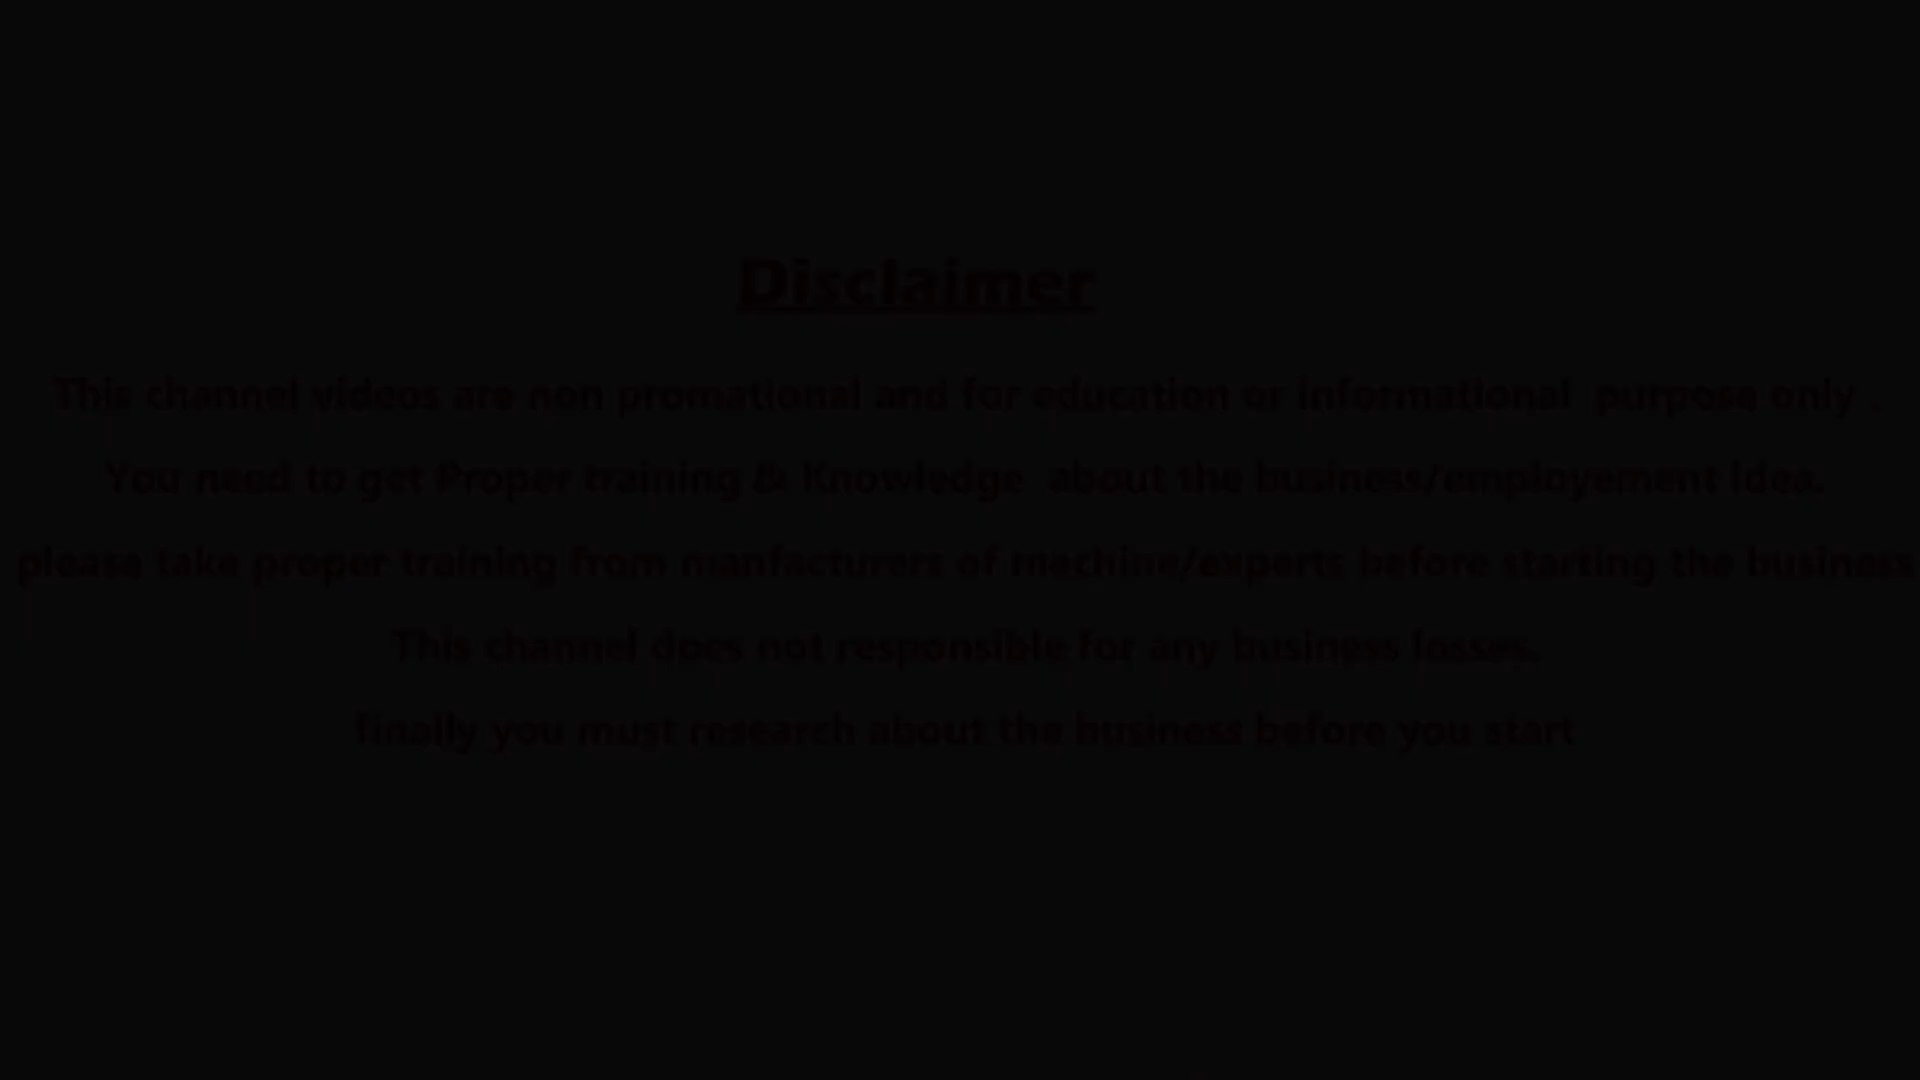 Disclaimer
This channel videos are non promational and for education or informational purpose only .
You need to get Proper training & Knowledge about the business/employement idea.
please take proper training from manfacturers of mechine/experts before starting the business
This channel does not responsible for any business losses.
finally you must research about the business before you start